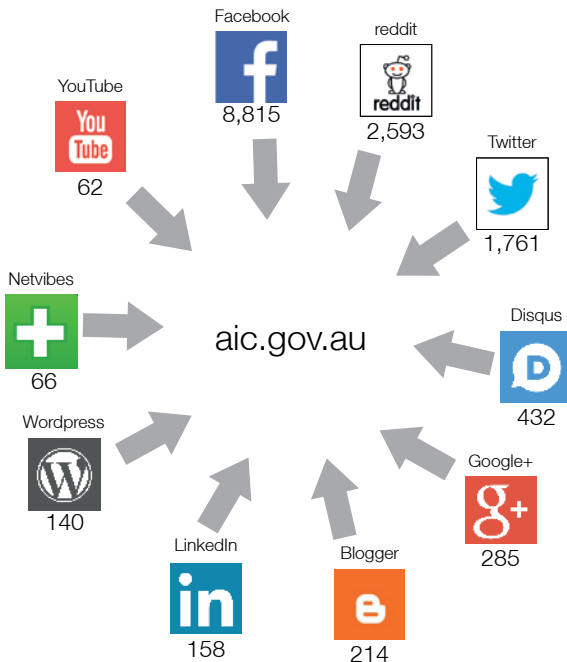 Facebook
f
8,815
reddit
reddit
2,593
Twitter
1,761
Disqus
D
432
Google+
g+
285
Blogger
B
214
LinkedIn
in
158
Wordpress
W
140
Netvibes
66
YouTube
You
Tube
62
aic.gov.au